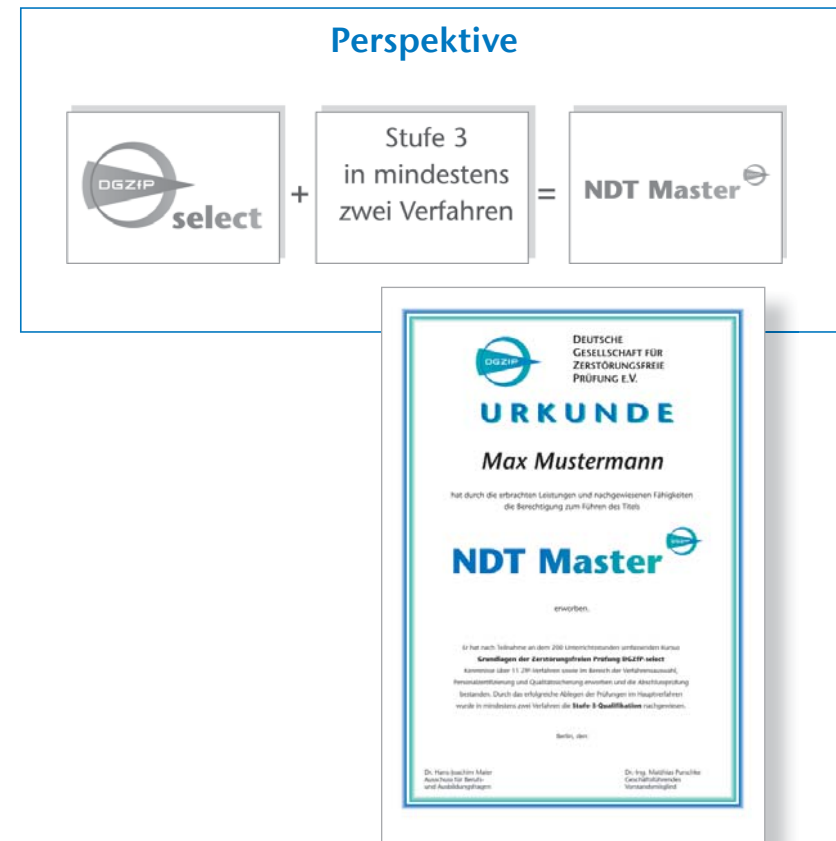 Perspektive
DGZfP
select
+
Stufe 3
in mindestens
zwei Verfahren
=
NDT Master
DGZfP
DEUTSCHE
GESELLSCHAFT FÜR
ZERSTÖRUNGSFREIE
PRÜFUNG E.V.
URKUNDE
Max Mustermann
hat durch die erbrachten Leistungen und nachgewiesenen Fähigkeiten
die Berechtigung zum Führen des Titels
NDT Master
erworben.
Er hat nach Teilnahme an dem 200 Unterrichtsstunden umfassenden Kursus
Grundlagen der Zerstörungsfreien Prüfung DGZfP-select
Kenntnisse über 11 ZfP-Verfahren sowie im Bereich der Verfahrensauswahl,
Personalzertifizierung und Qualitätssicherung erworben und die Abschlussprüfung
bestanden. Durch das erfolgreiche Ablegen der Prüfungen im Hauptverfahren
wurde in mindestens zwei Verfahren die Stufe-3-Qualifikation nachgewiesen.
Berlin, den:
Dr. Hans-Joachim Maier
Ausschuss für Berufs-
und Ausbildungsfragen
Dr.-Ing. Matthias Purschke
Geschäftsführendes
Vorstandsmitglied